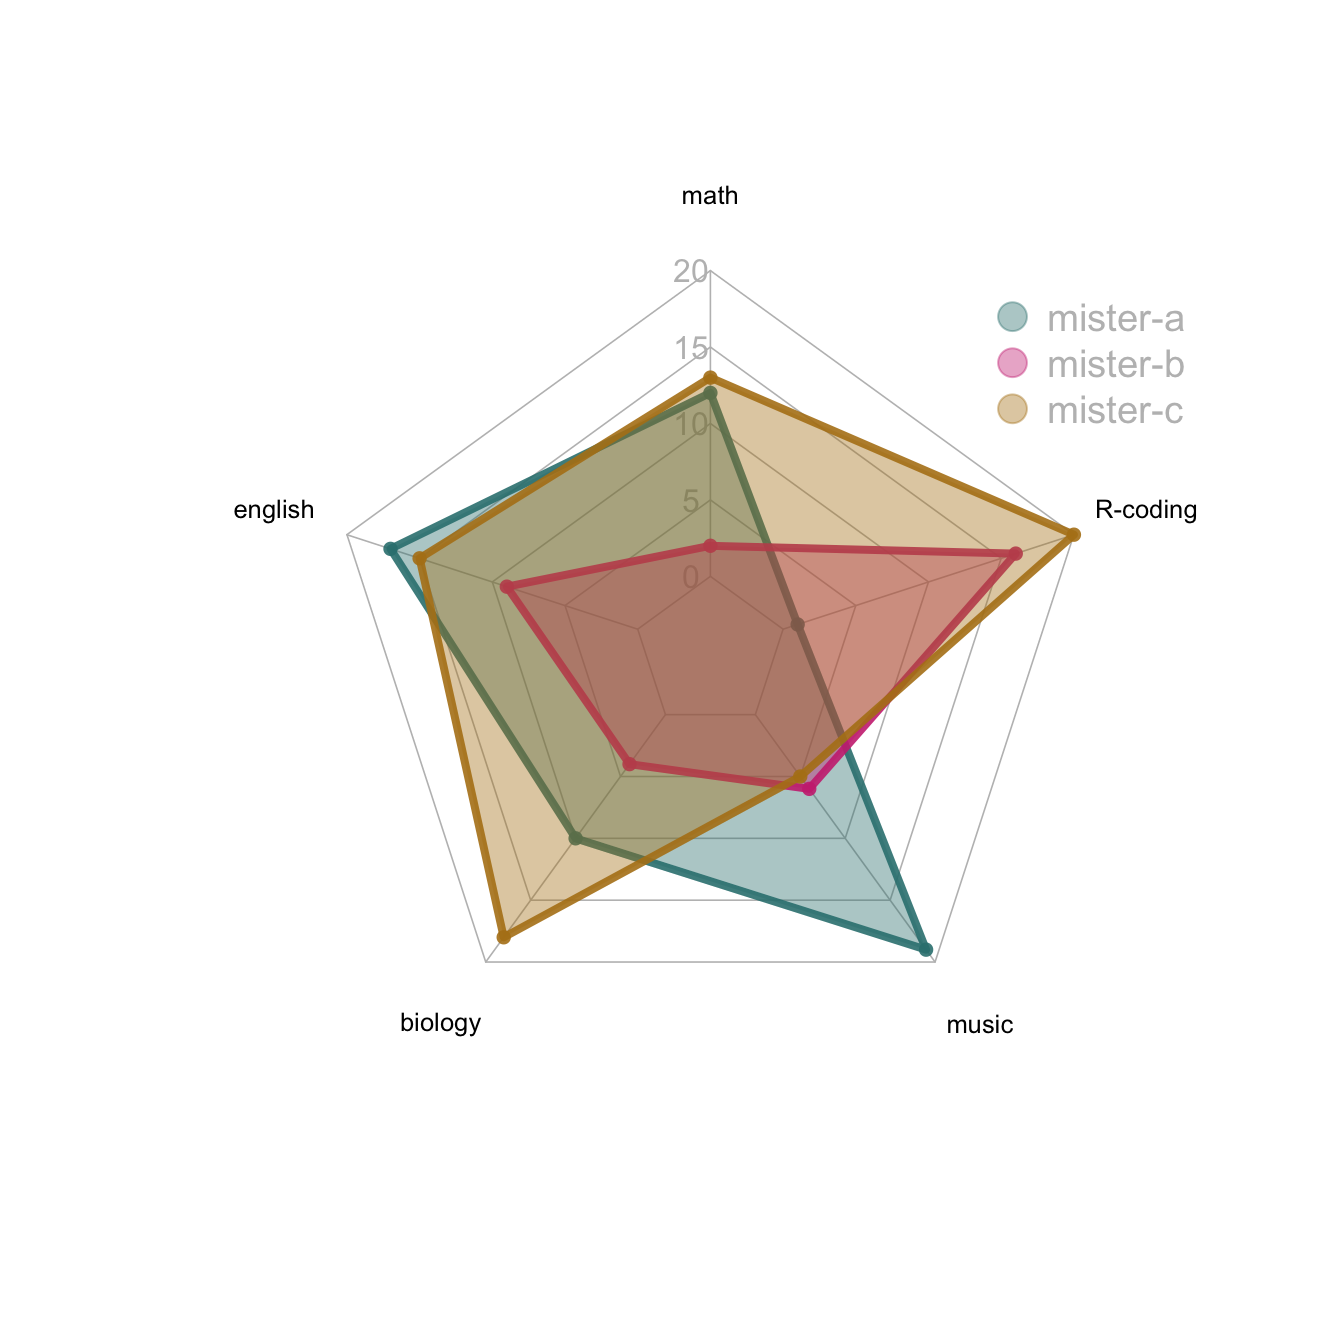 math
20
15
10
5
0
mister-a
mister-b
mister-c
english
R-coding
biology
music